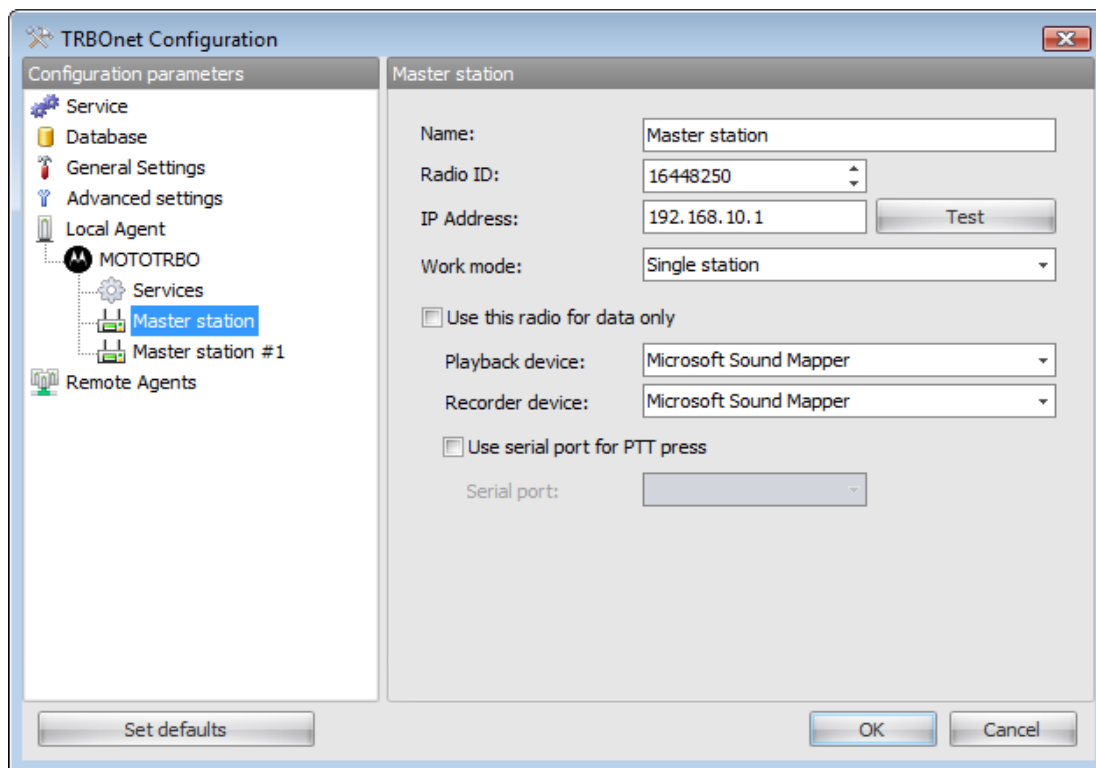 TRBOnet Configuration
Configuration parameters
Service
Database
General Settings
Advanced settings
Local Agent
MOTOTRBO
Services
Master station
Master station #1
Remote Agents
Master station
Name: Master station
Radio ID: 16448250
IP Address: 192.168.10.1 Test
Work mode: Single station
Use this radio for data only
Playback device: Microsoft Sound Mapper
Recorder device: Microsoft Sound Mapper
Use serial port for PTT press
Serial port:
Set defaults OK Cancel